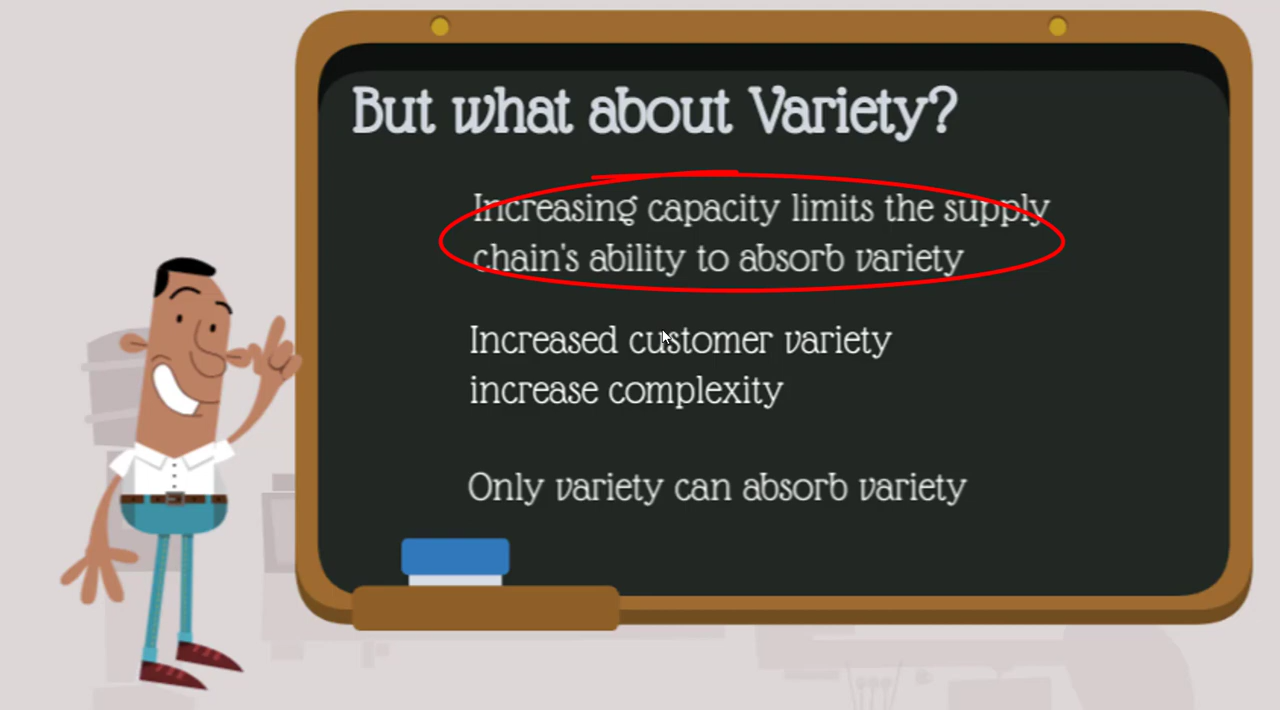 But what about Variety?
Increasing capacity limits the supply
chain's ability to absorb variety
Increased customer variety
increase complexity
Only variety can absorb variety